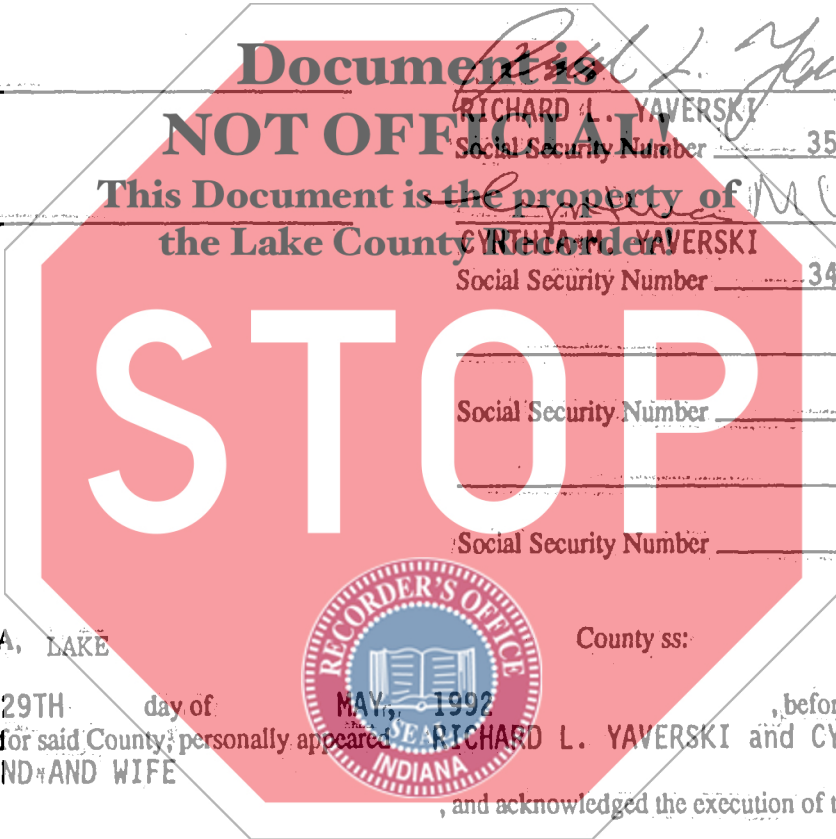 Document is
NOT OFFICIAL!
This Document is the property of
the Lake County Recorder!
RICHARD L. YAVERSKI
Social Security Number 35
CYNTHIA M. YAVERSKI
Social Security Number 34
STOP
Social Security Number
Social Security Number
RECORDER'S OFFICE
SEAL
INDIANA
A, LAKE County ss:
29TH day of MAY, 1992, befor
for said County, personally appeared RICHARD L. YAVERSKI and CY
ND AND WIFE
, and acknowledged the execution of t